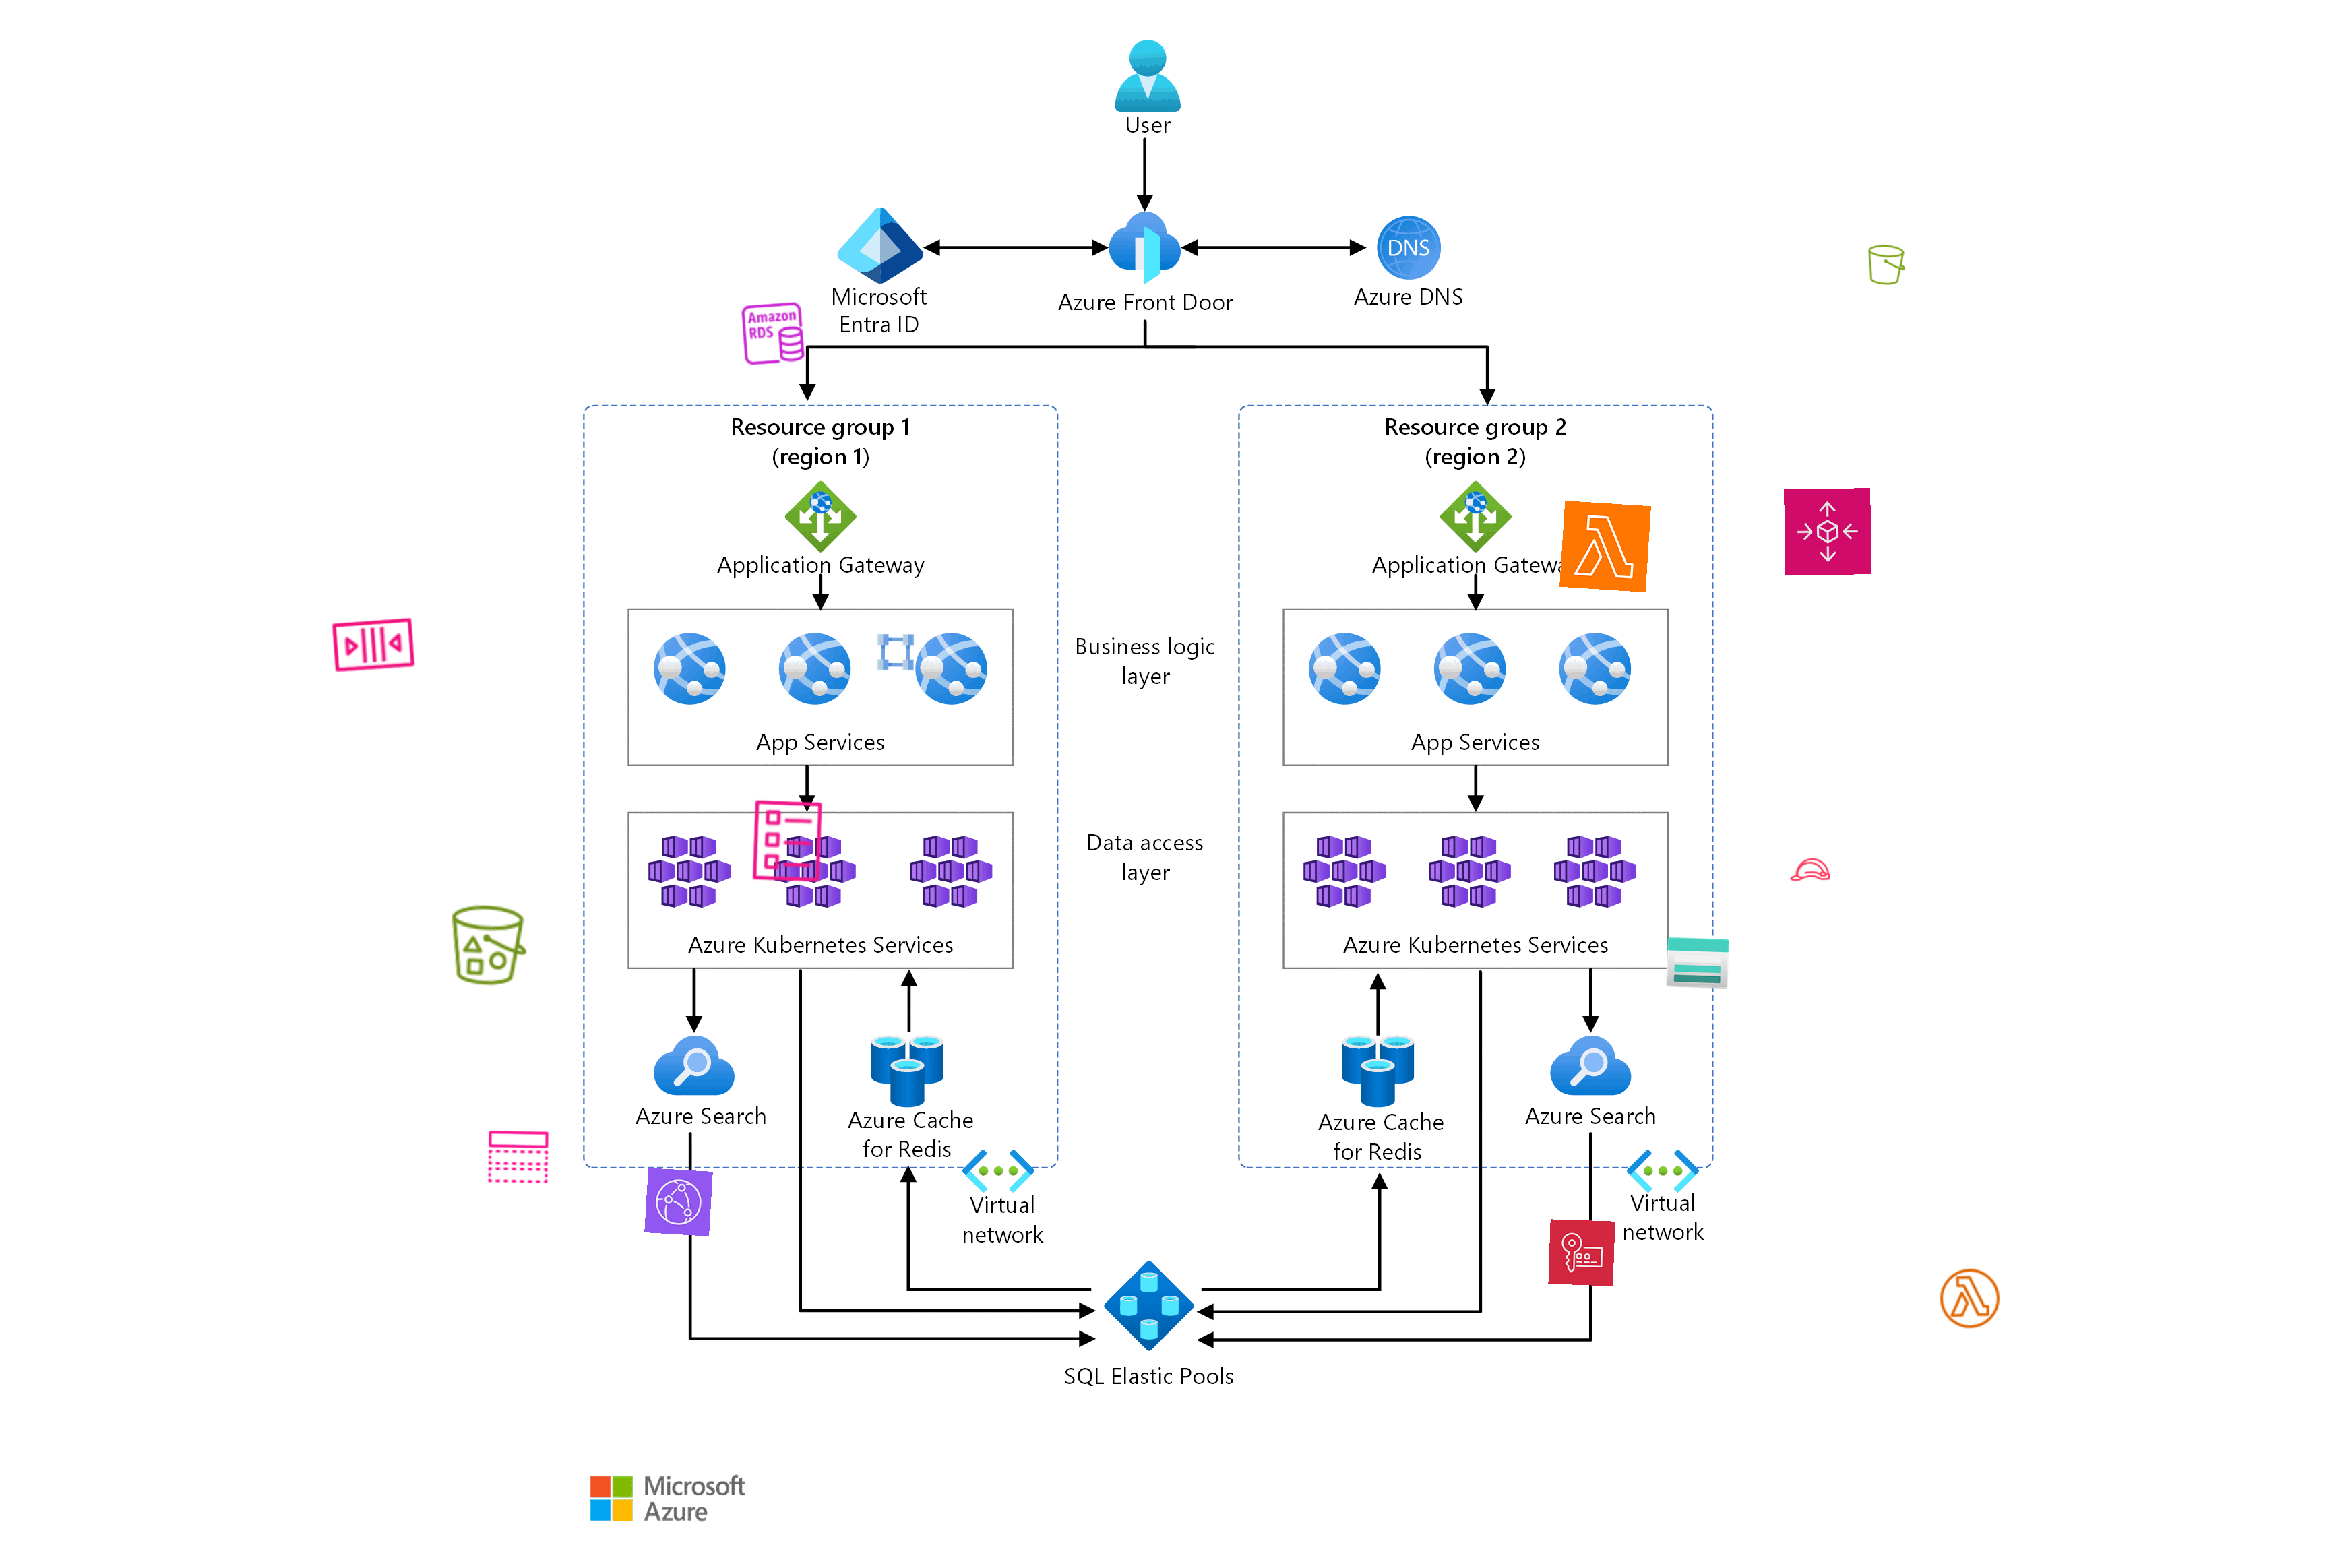 User
DNS
Microsoft
Entra ID
Azure Front Door
Azure DNS
Amazon
RDS
Resource group 1
(region 1)
Resource group 2
(region 2)
Application Gateway
Application Gatewa
App Services
Business logic
layer
App Services
Data access
layer
Azure Kubernetes Services
Azure Kubernetes Services
Azure Search
Azure Cache
for Redis
Azure Cache
for Redis
Azure Search
Virtual
network
Virtual
network
SQL Elastic Pools
Microsoft
Azure